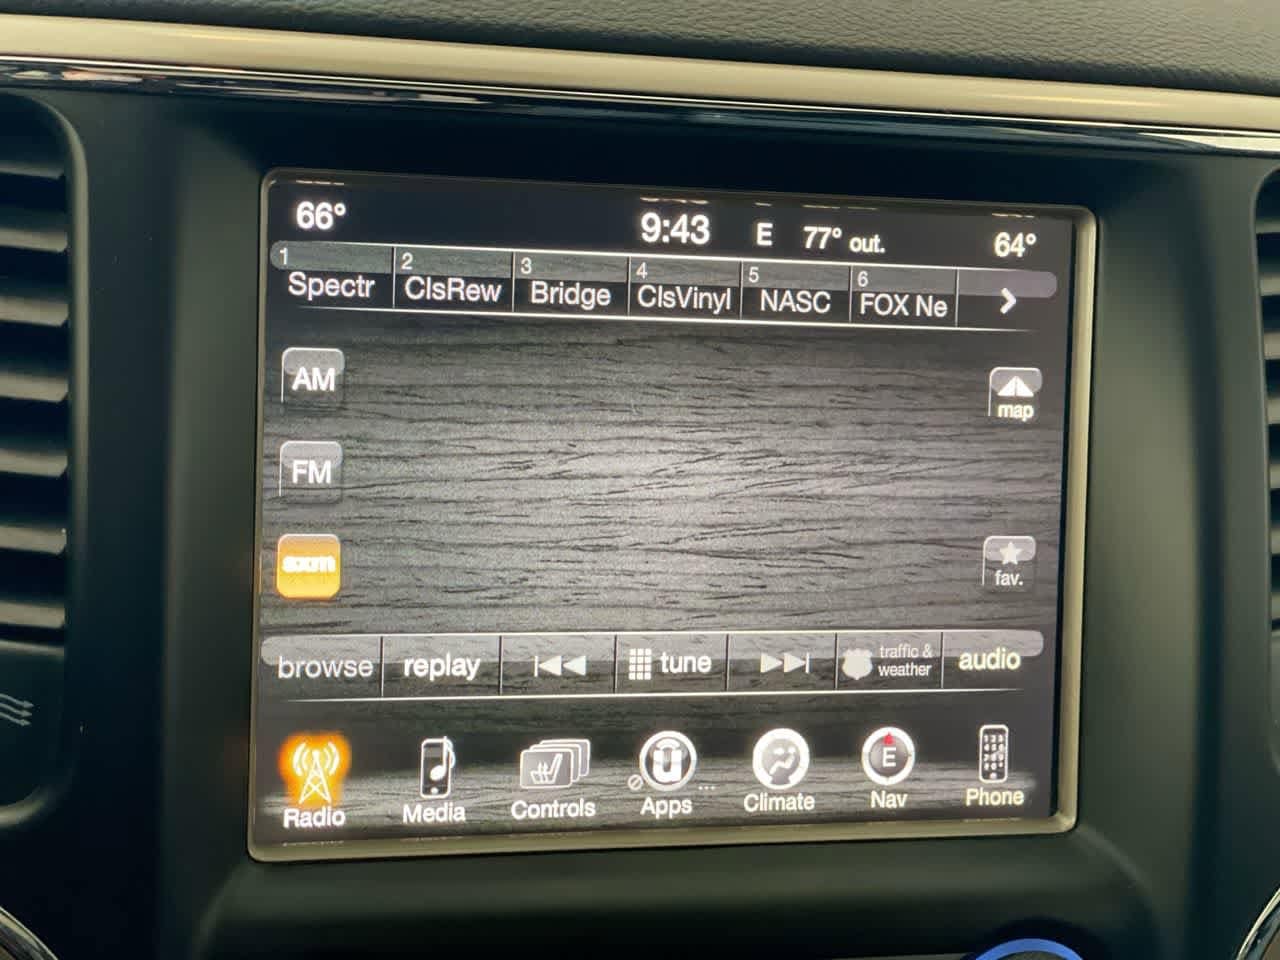 66° 9:43 E 77° out. 64°
1 2 3 4 5 6
Spectr ClsRew Bridge ClsVinyl NASC FOX Ne
AM
map
FM
sxm
fav.
browse replay tune traffic & weather audio
E
Radio Media Controls Apps ... Climate Nav Phone